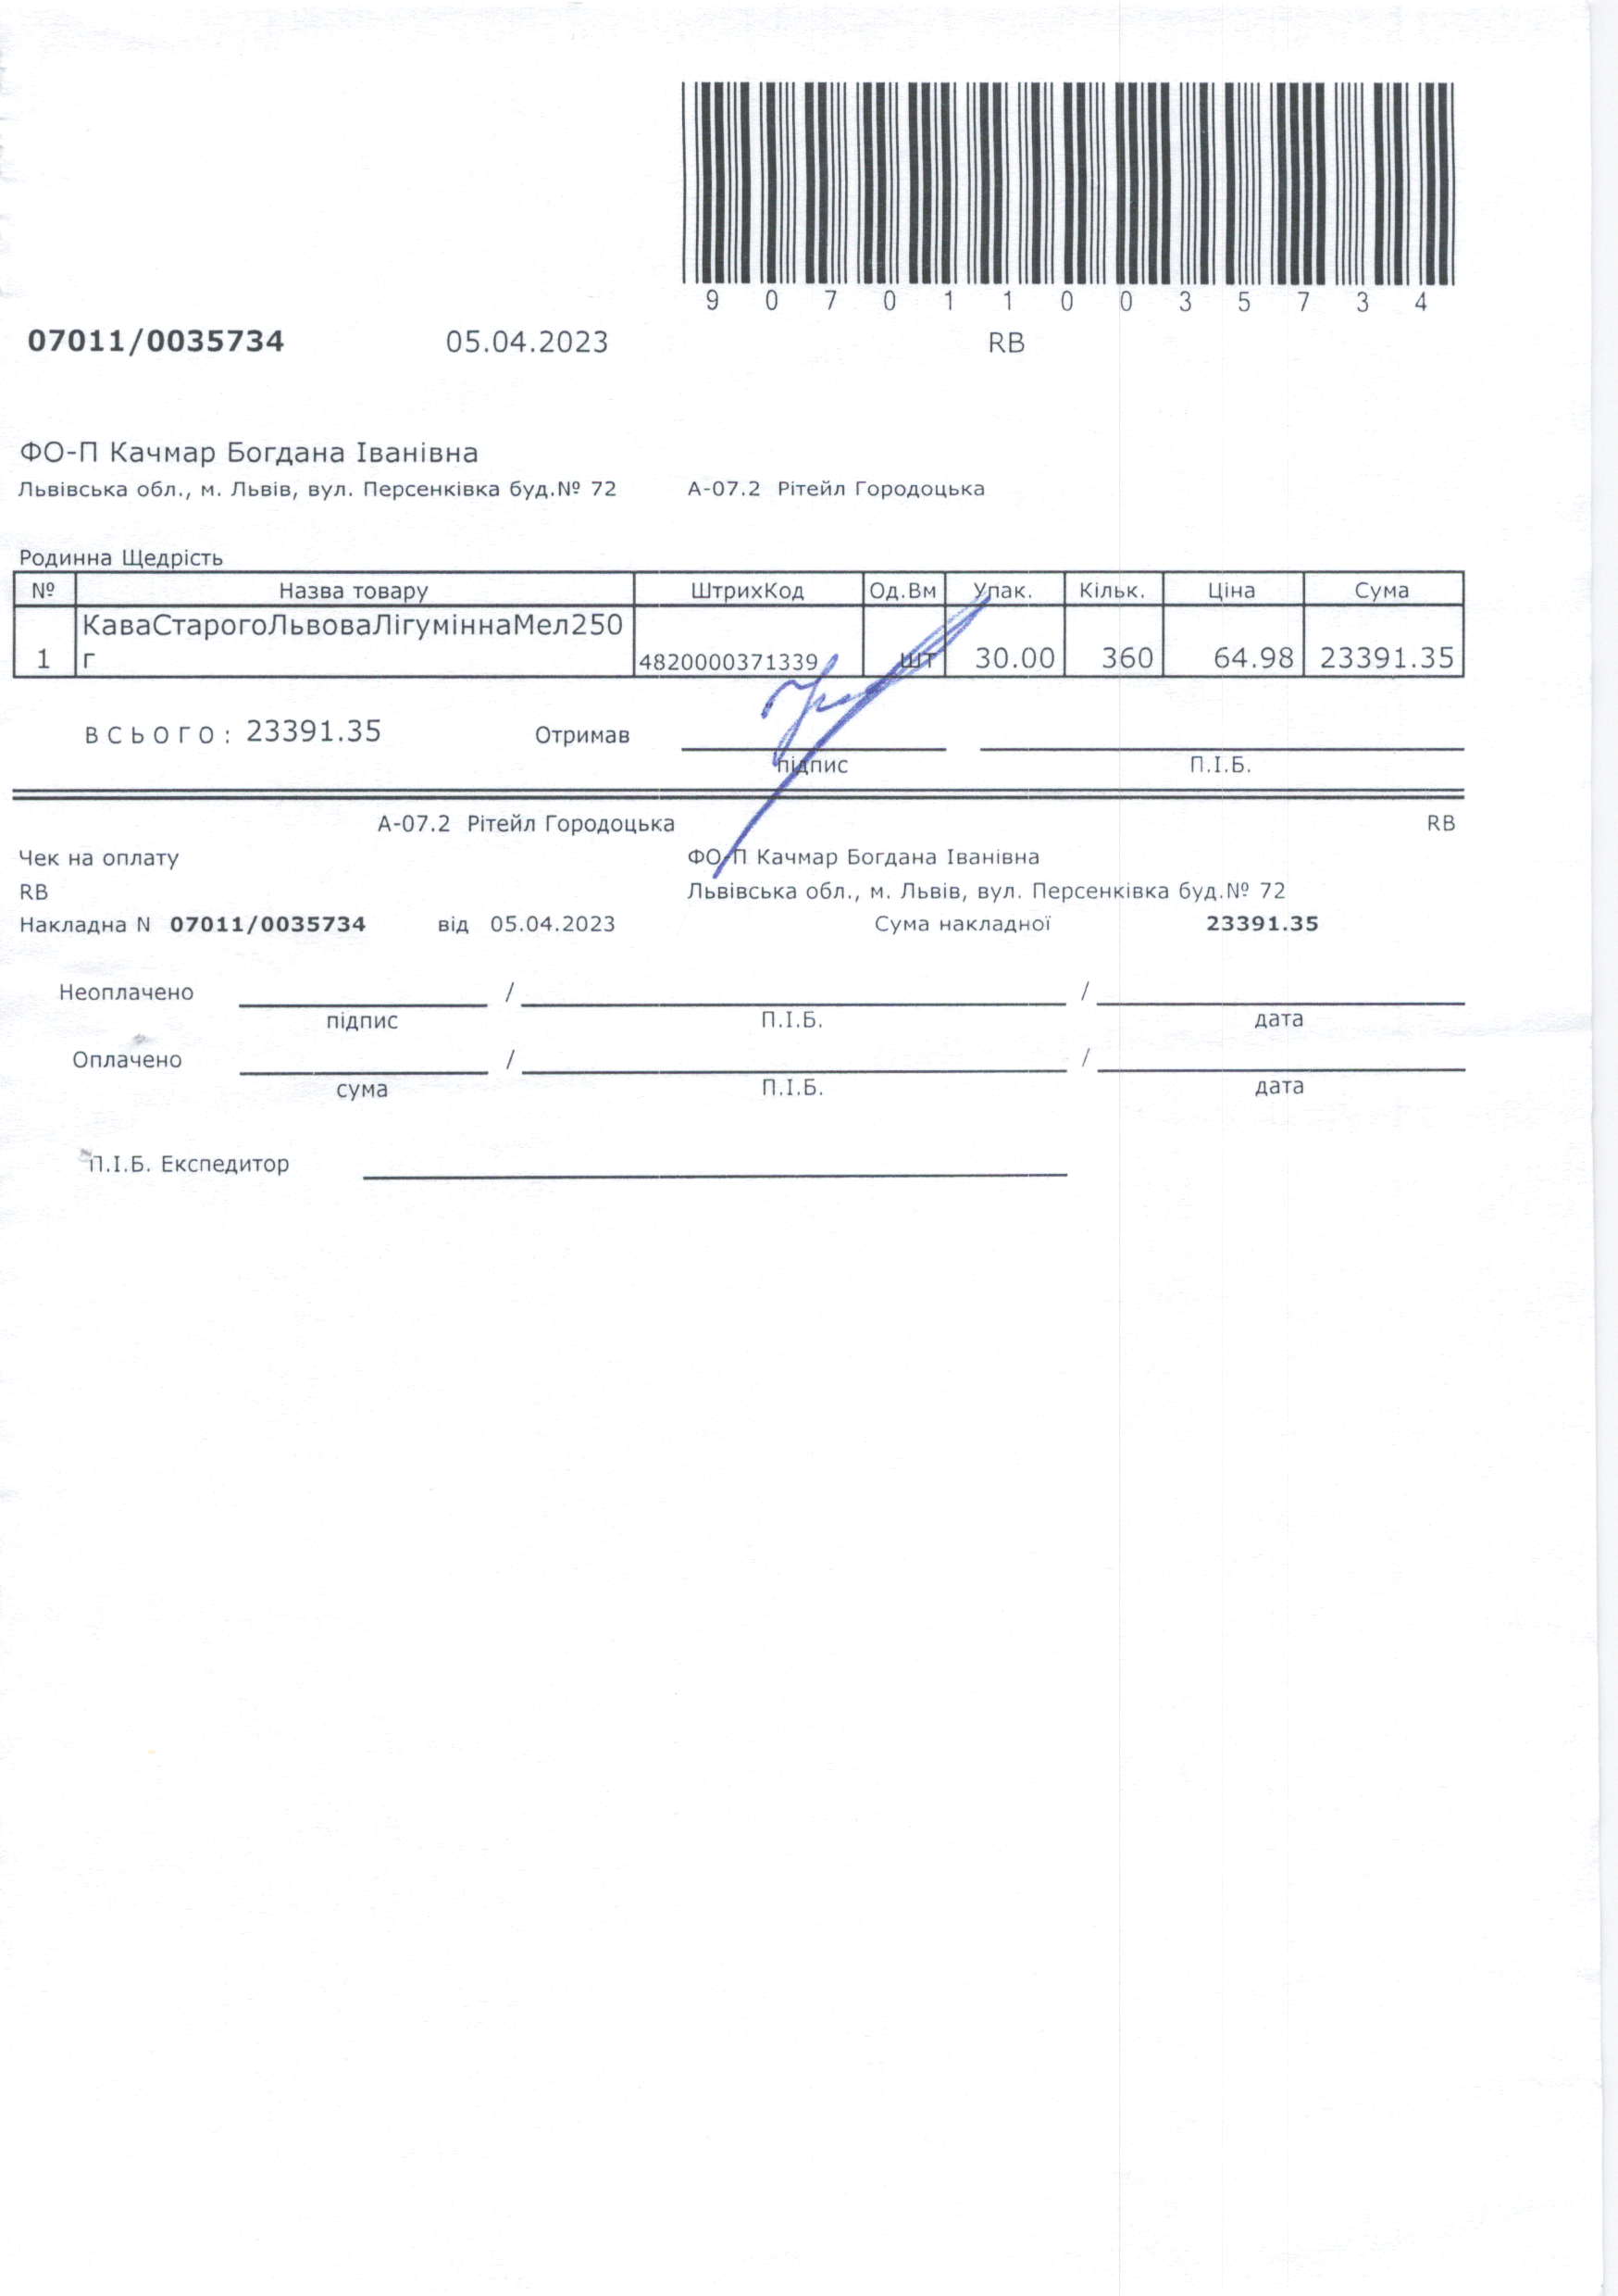 9 0 7 0 1 1 0 0 3 5 7 3 4
07011/0035734 05.04.2023 RB
ФО-П Качмар Богдана Іванівна
Львівська обл., м. Львів, вул. Персенківка буд.№ 72 А-07.2 Рітейл Городоцька
Родинна Щедрість
№ Назва товару ШтрихКод Од.Вм Упак. Кільк. Ціна Сума
КаваСтарогоЛьвоваЛігуміннаМел250
1 г 4820000371339 шт 30.00 360 64.98 23391.35
ВСЬОГО: 23391.35 Отримав
підпис П.І.Б.
А-07.2 Рітейл Городоцька RB
Чек на оплату ФО-П Качмар Богдана Іванівна
RB Львівська обл., м. Львів, вул. Персенківка буд.№ 72
Накладна N 07011/0035734 від 05.04.2023 Сума накладної 23391.35
Неоплачено / /
підпис П.І.Б. дата
Оплачено / /
сума П.І.Б. дата
П.І.Б. Експедитор